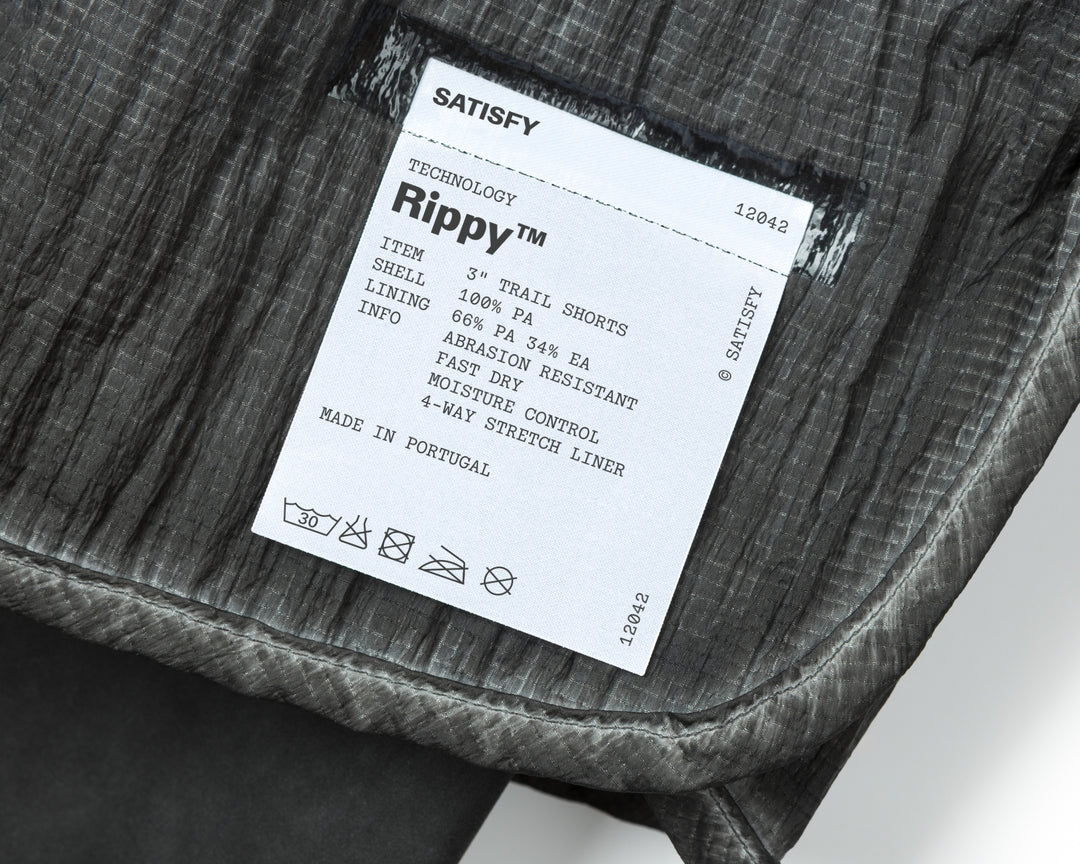 SATISFY
12042
TECHNOLOGY
Rippy™
ITEM 3" TRAIL SHORTS
SHELL 100% PA
LINING 66% PA 34% EA
INFO ABRASION RESISTANT
FAST DRY
MOISTURE CONTROL
4-WAY STRETCH LINER
MADE IN PORTUGAL
© SATISFY
30
12042